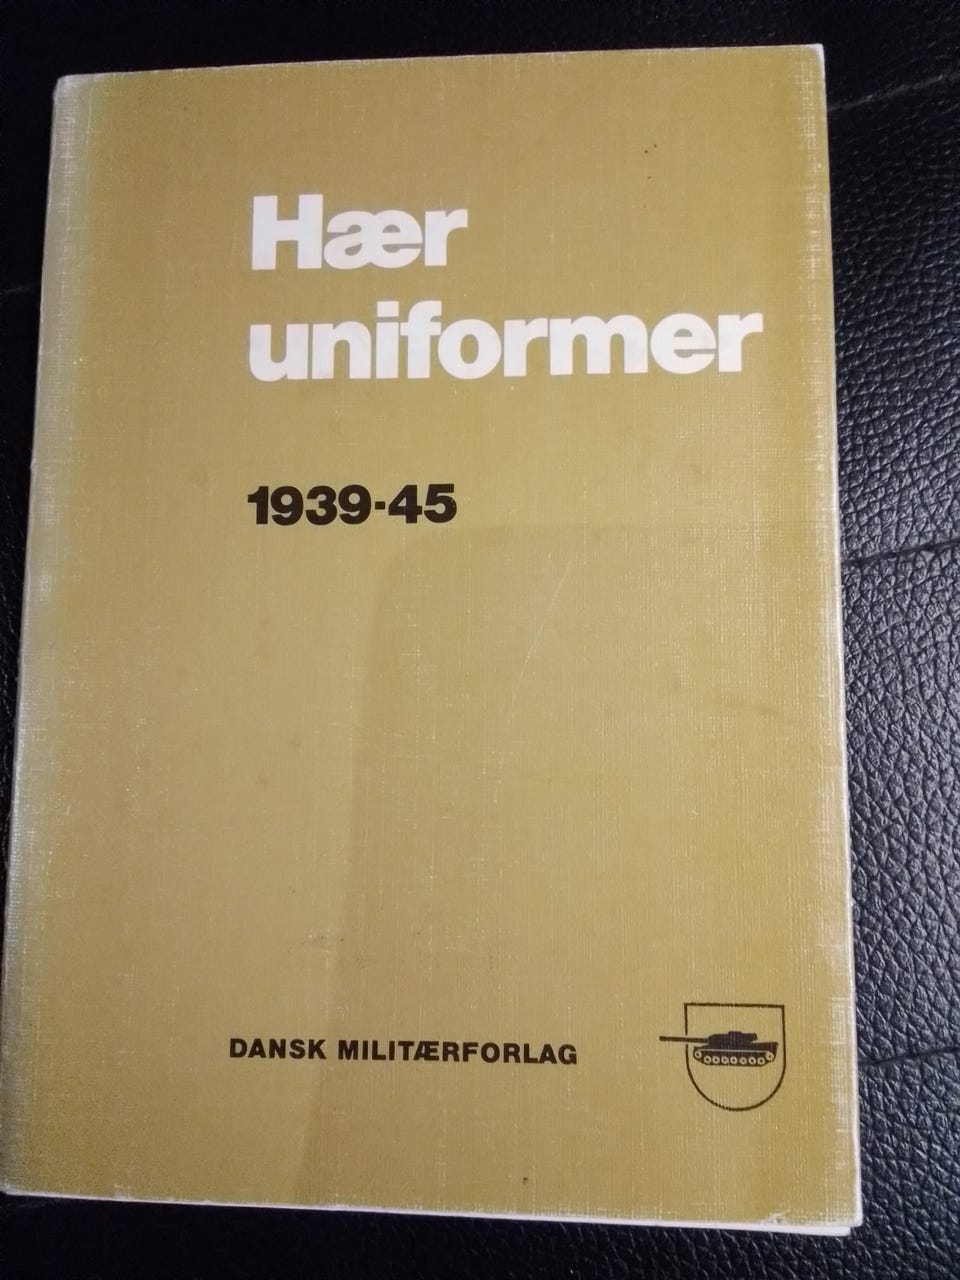 Hær
uniformer
1939-45
DANSK MILITÆRFORLAG